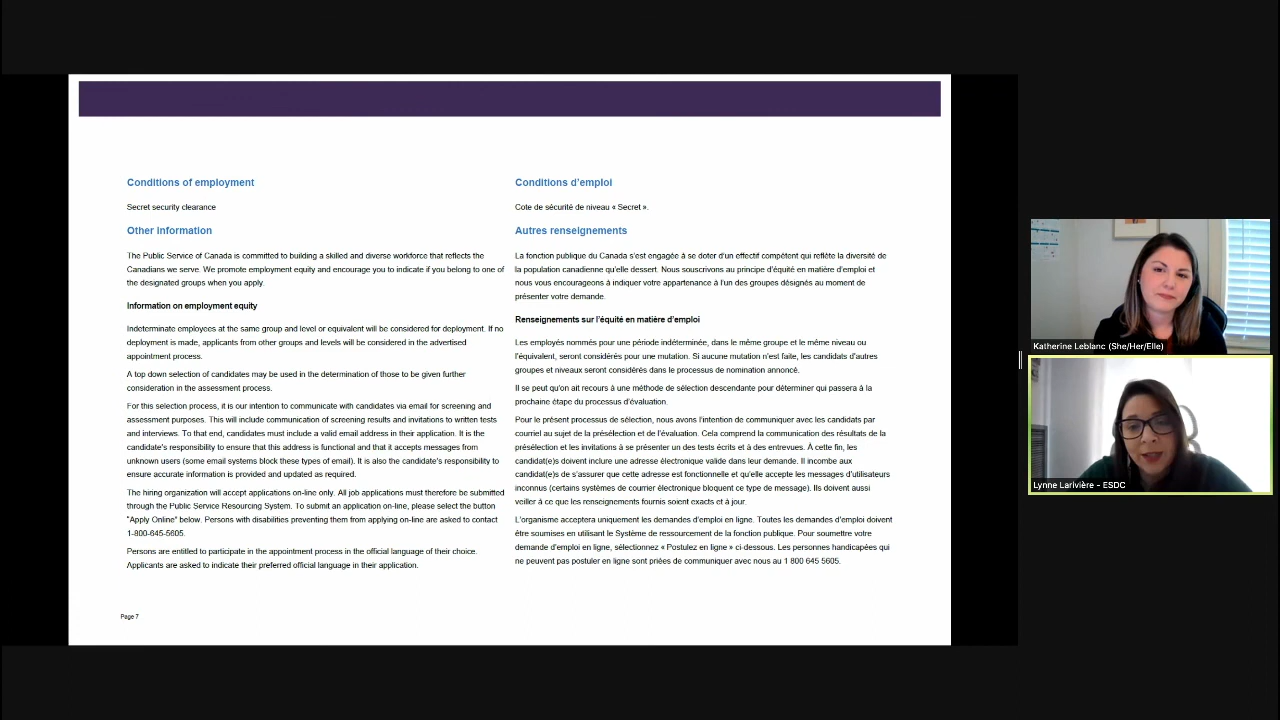 Conditions of employment
Secret security clearance
Other information
The Public Service of Canada is committed to building a skilled and diverse workforce that reflects the
Canadians we serve. We promote employment equity and encourage you to indicate if you belong to one of
the designated groups when you apply.
Information on employment equity
Indeterminate employees at the same group and level or equivalent will be considered for deployment. If no
deployment is made, applicants from other groups and levels will be considered in the advertised
appointment process.
A top down selection of candidates may be used in the determination of those to be given further
consideration in the assessment process.
For this selection process, it is our intention to communicate with candidates via email for screening and
assessment purposes. This will include communication of screening results and invitations to written tests
and interviews. To that end, candidates must include a valid email address in their application. It is the
candidate's responsibility to ensure that this address is functional and that it accepts messages from
unknown users (some email systems block these types of email). It is also the candidate's responsibility to
ensure accurate information is provided and updated as required.
The hiring organization will accept applications on-line only. All job applications must therefore be submitted
through the Public Service Resourcing System. To submit an application on-line, please select the button
"Apply Online" below. Persons with disabilities preventing them from applying on-line are asked to contact
1-800-645-5605.
Persons are entitled to participate in the appointment process in the official language of their choice.
Applicants are asked to indicate their preferred official language in their application.
Page 7
Conditions d'emploi
Cote de sécurité de niveau « Secret ».
Autres renseignements
La fonction publique du Canada s'est engagée à se doter d'un effectif compétent qui reflète la diversité de
la population canadienne qu'elle dessert. Nous souscrivons au principe d'équité en matière d'emploi et
nous vous encourageons à indiquer votre appartenance à l'un des groupes désignés au moment de
présenter votre demande.
Renseignements sur l'équité en matière d'emploi
Les employés nommés pour une période indéterminée, dans le même groupe et le même niveau ou
l'équivalent, seront considérés pour une mutation. Si aucune mutation n'est faite, les candidats d'autres
groupes et niveaux seront considérés dans le processus de nomination annoncé.
Il se peut qu'on ait recours à une méthode de sélection descendante pour déterminer qui passera à la
prochaine étape du processus d'évaluation.
Pour le présent processus de sélection, nous avons l'intention de communiquer avec les candidats par
courriel au sujet de la présélection et de l'évaluation. Cela comprend la communication des résultats de la
présélection et les invitations à se présenter un des tests écrits et à des entrevues. À cette fin, les
candidat(e)s doivent inclure une adresse électronique valide dans leur demande. Il incombe aux
candidat(e)s de s'assurer que cette adresse est fonctionnelle et qu'elle accepte les messages d'utilisateurs
inconnus (certains systèmes de courrier électronique bloquent ce type de message). Ils doivent aussi
veiller à ce que les renseignements fournis soient exacts et à jour.
L'organisme acceptera uniquement les demandes d'emploi en ligne. Toutes les demandes d'emploi doivent
être soumises en utilisant le Système de ressourcement de la fonction publique. Pour soumettre votre
demande d'emploi en ligne, sélectionnez « Postulez en ligne » ci-dessous. Les personnes handicapées qui
ne peuvent pas postuler en ligne sont priées de communiquer avec nous au 1 800 645 5605.
Katherine Leblanc (She/Her/Elle)
Lynne Larivière - ESDC